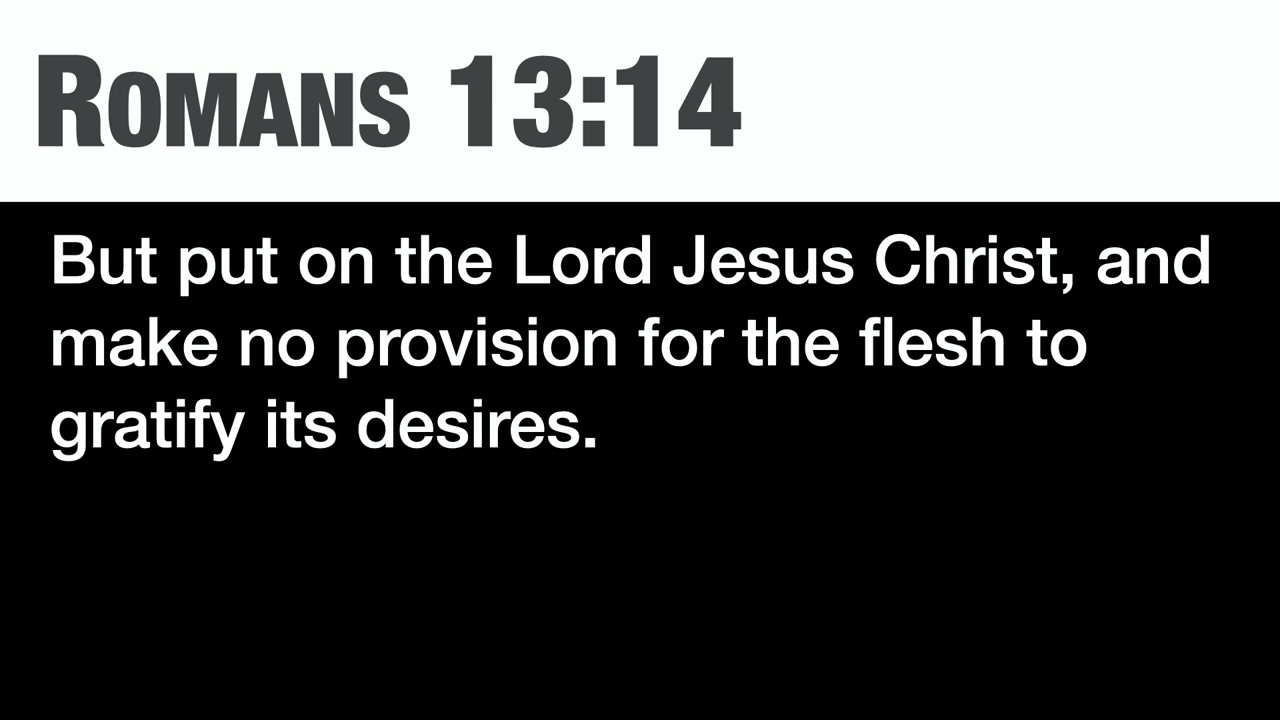 Romans 13:14
But put on the Lord Jesus Christ, and
make no provision for the flesh to
gratify its desires.